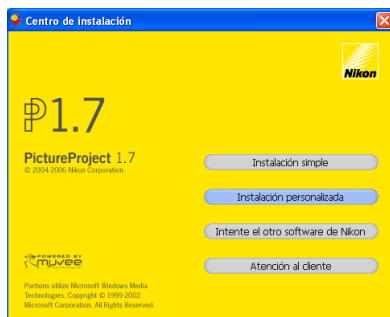 Centro de instalación
Nikon
P1.7
PictureProject 1.7
© 2004-2006 Nikon Corporation.
Instalación simple
Instalación personalizada
Intente el otro software de Nikon
Atención al cliente
POWERED BY
muvee
technologies
Portions utilize Microsoft Windows Media
Technologies. Copyright © 1999-2002
Microsoft Corporation. All Rights Reserved.